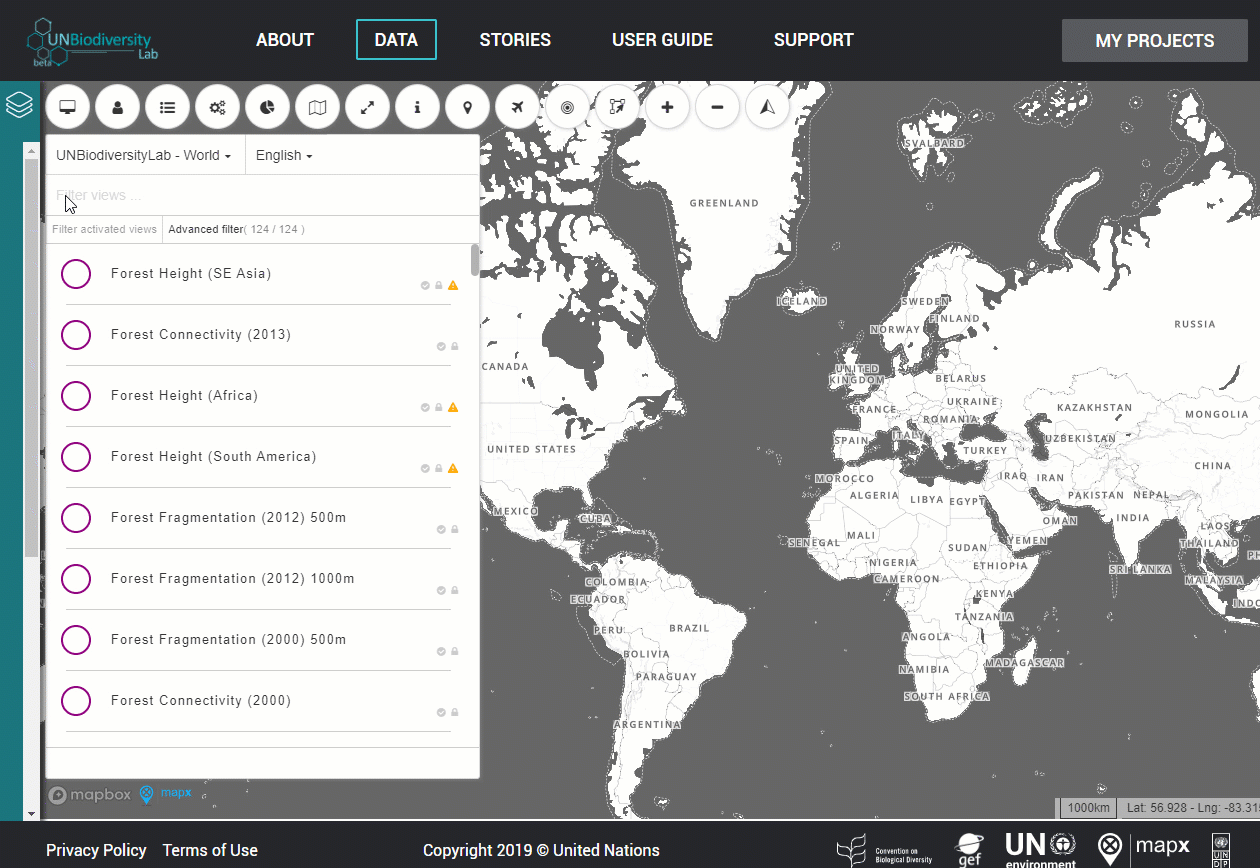 UNBiodiversity
Lab
beta
ABOUT
DATA
STORIES
USER GUIDE
SUPPORT
MY PROJECTS
UNBiodiversityLab - World
English
Filter views ...
Filter activated views
Advanced filter( 124 / 124 )
Forest Height (SE Asia)
Forest Connectivity (2013)
Forest Height (Africa)
Forest Height (South America)
Forest Fragmentation (2012) 500m
Forest Fragmentation (2012) 1000m
Forest Fragmentation (2000) 500m
Forest Connectivity (2000)
SVALBARD
GREENLAND
ICELAND
SWEDEN
FINLAND
NORWAY
RUSSIA
CANADA
UNITED
KINGDOM
BELARUS
UKRAINE
FRANCE
ROMANIA
KAZAKHSTAN
MONGOLIA
ITALY
SPAIN
UZBEKISTAN
TURKEY
UNITED STATES
CHINA
MOROCCO
IRAQ
IRAN
ALGERIA
LIBYA
EGYPT
PAKISTAN
NEPAL
MEXICO
CUBA
OMAN
INDIA
LAOS
MALI
SENEGAL
SUDAN
YEMEN
THAILAND
NIGERIA
ETHIOPIA
SRI LANKA
CAMEROON
MALAYSIA
COLOMBIA
ECUADOR
KENYA
TANZANIA
PERU
BRAZIL
ANGOLA
BOLIVIA
MADAGASCAR
NAMIBIA
PARAGUAY
SOUTH AFRICA
ARGENTINA
mapbox
mapx
1000km
Lat: 56.928 - Lng: -83.31
Privacy Policy
Terms of Use
Copyright 2019 © United Nations
Convention on
Biological Diversity
gef
UN
environment
mapx
UN
DP